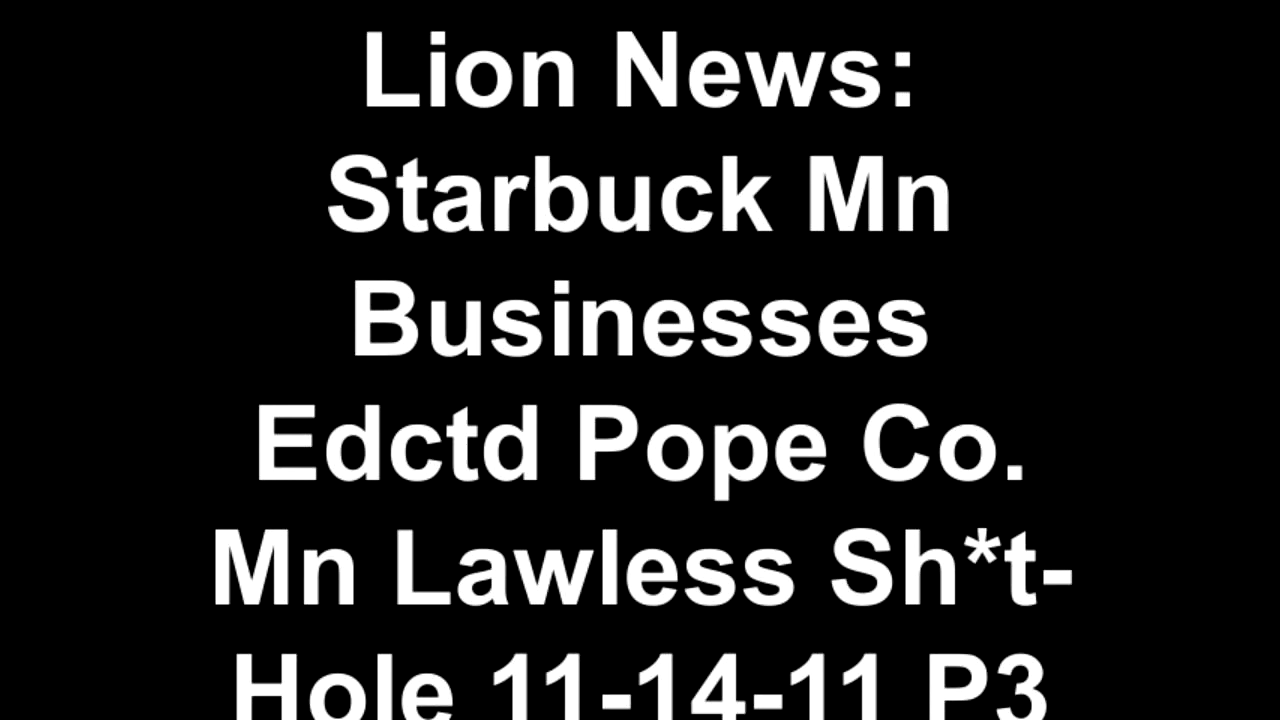 Lion News:
Starbuck Mn
Businesses
Edctd Pope Co.
Mn Lawless Sh*t-
Hole 11-14-11 P3